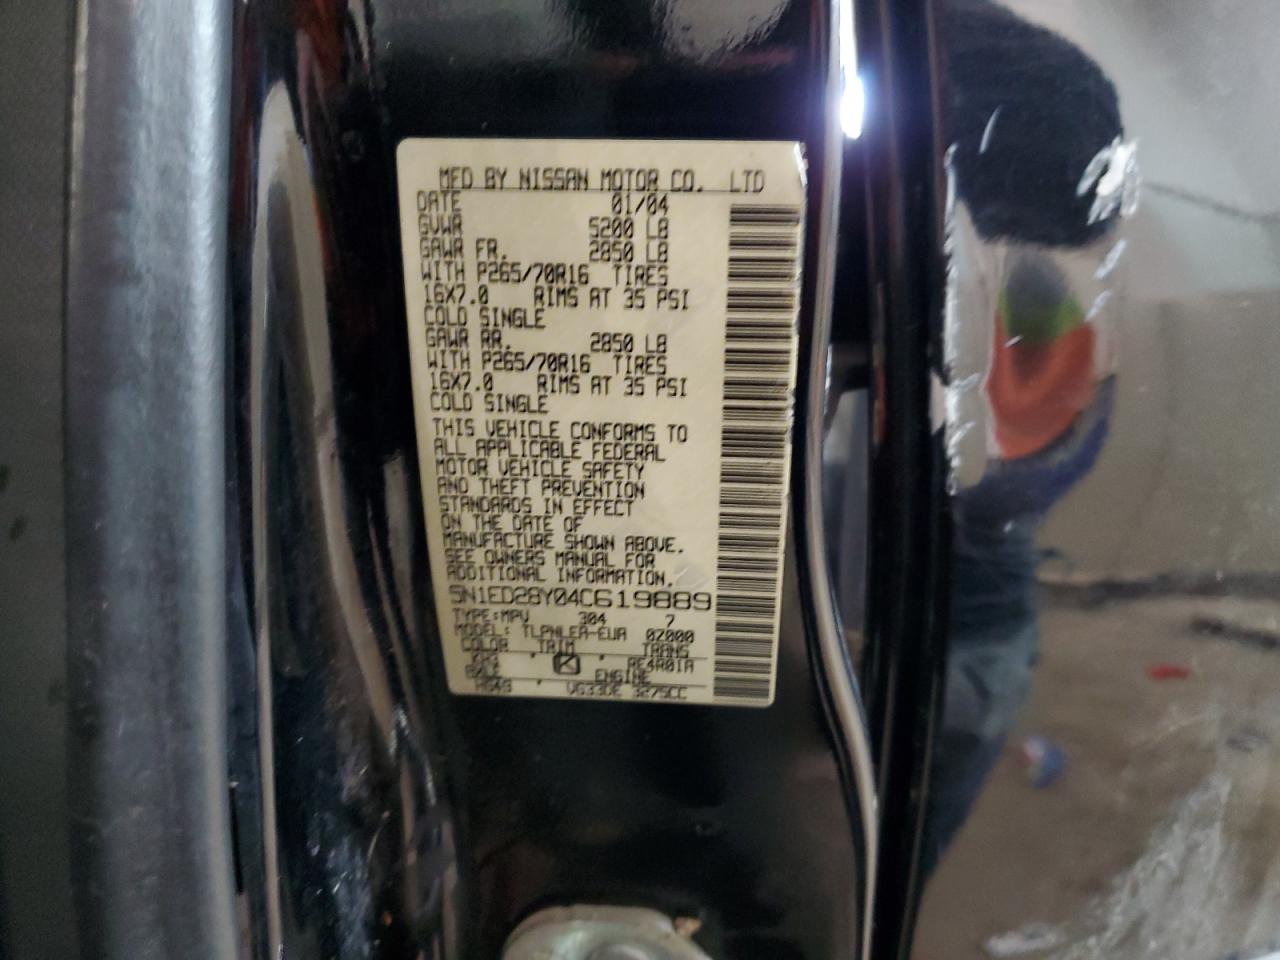 MFD BY NISSAN MOTOR CO. LTD
DATE 01/04
GVWR 5200 LB
GAWR FR. 2850 LB
WITH P265/70R16 TIRES
16X7.0 RIMS AT 35 PSI
COLD SINGLE
GAWR RR. 2850 LB
WITH P265/70R16 TIRES
16X7.0 RIMS AT 35 PSI
COLD SINGLE
THIS VEHICLE CONFORMS TO
ALL APPLICABLE FEDERAL
MOTOR VEHICLE SAFETY
AND THEFT PREVENTION
STANDARDS IN EFFECT
ON THE DATE OF
MANUFACTURE SHOWN ABOVE.
SEE OWNERS MANUAL FOR
ADDITIONAL INFORMATION.
5N1ED28Y04C619889
TYPE:MPV 304 7
MODEL: TLPNLEA-EUA 0Z000
COLOR TRIM TRANS
KH4 K RE4R01A
ENGINE
VG33DE 3275CC